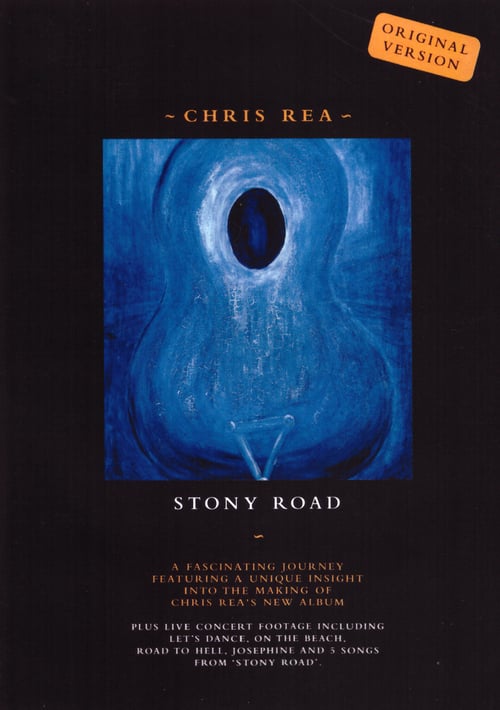 ORIGINAL
VERSION
~ CHRIS REA ~
STONY ROAD
~
A FASCINATING JOURNEY
FEATURING A UNIQUE INSIGHT
INTO THE MAKING OF
CHRIS REA'S NEW ALBUM
PLUS LIVE CONCERT FOOTAGE INCLUDING
LET'S DANCE, ON THE BEACH,
ROAD TO HELL, JOSEPHINE AND 5 SONGS
FROM 'STONY ROAD'.